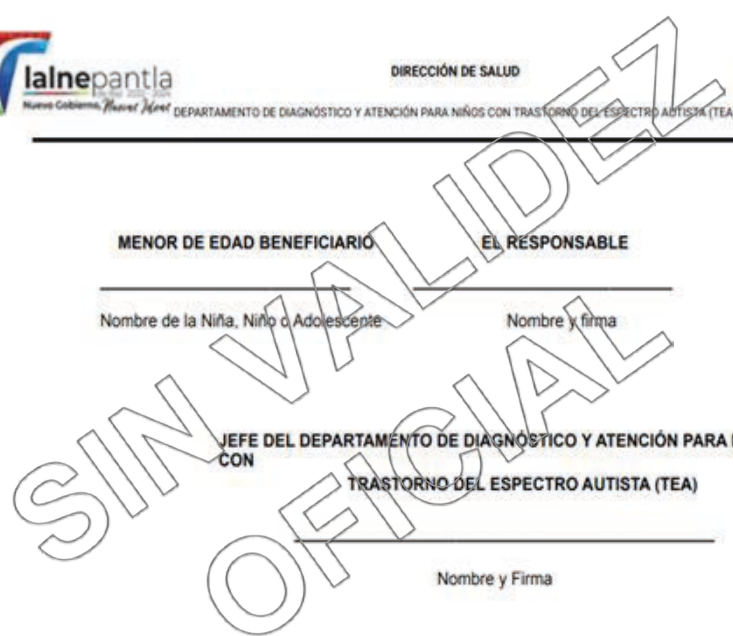 lalnepantla
DIRECCIÓN DE SALUD
Nuevo Gobierno,
DEPARTAMENTO DE DIAGNÓSTICO Y ATENCIÓN PARA NIÑOS CON TRASTORNO DEL ESPECTRO AUTISTA (TEA
MENOR DE EDAD BENEFICIARIO EL RESPONSABLE
Nombre de la Niña, Niño o Adolescente Nombre y firma
JEFE DEL DEPARTAMENTO DE DIAGNÓSTICO Y ATENCIÓN PARA
CON
TRASTORNO DEL ESPECTRO AUTISTA (TEA)
Nombre y Firma
SIN VALIDEZ
OFICIAL